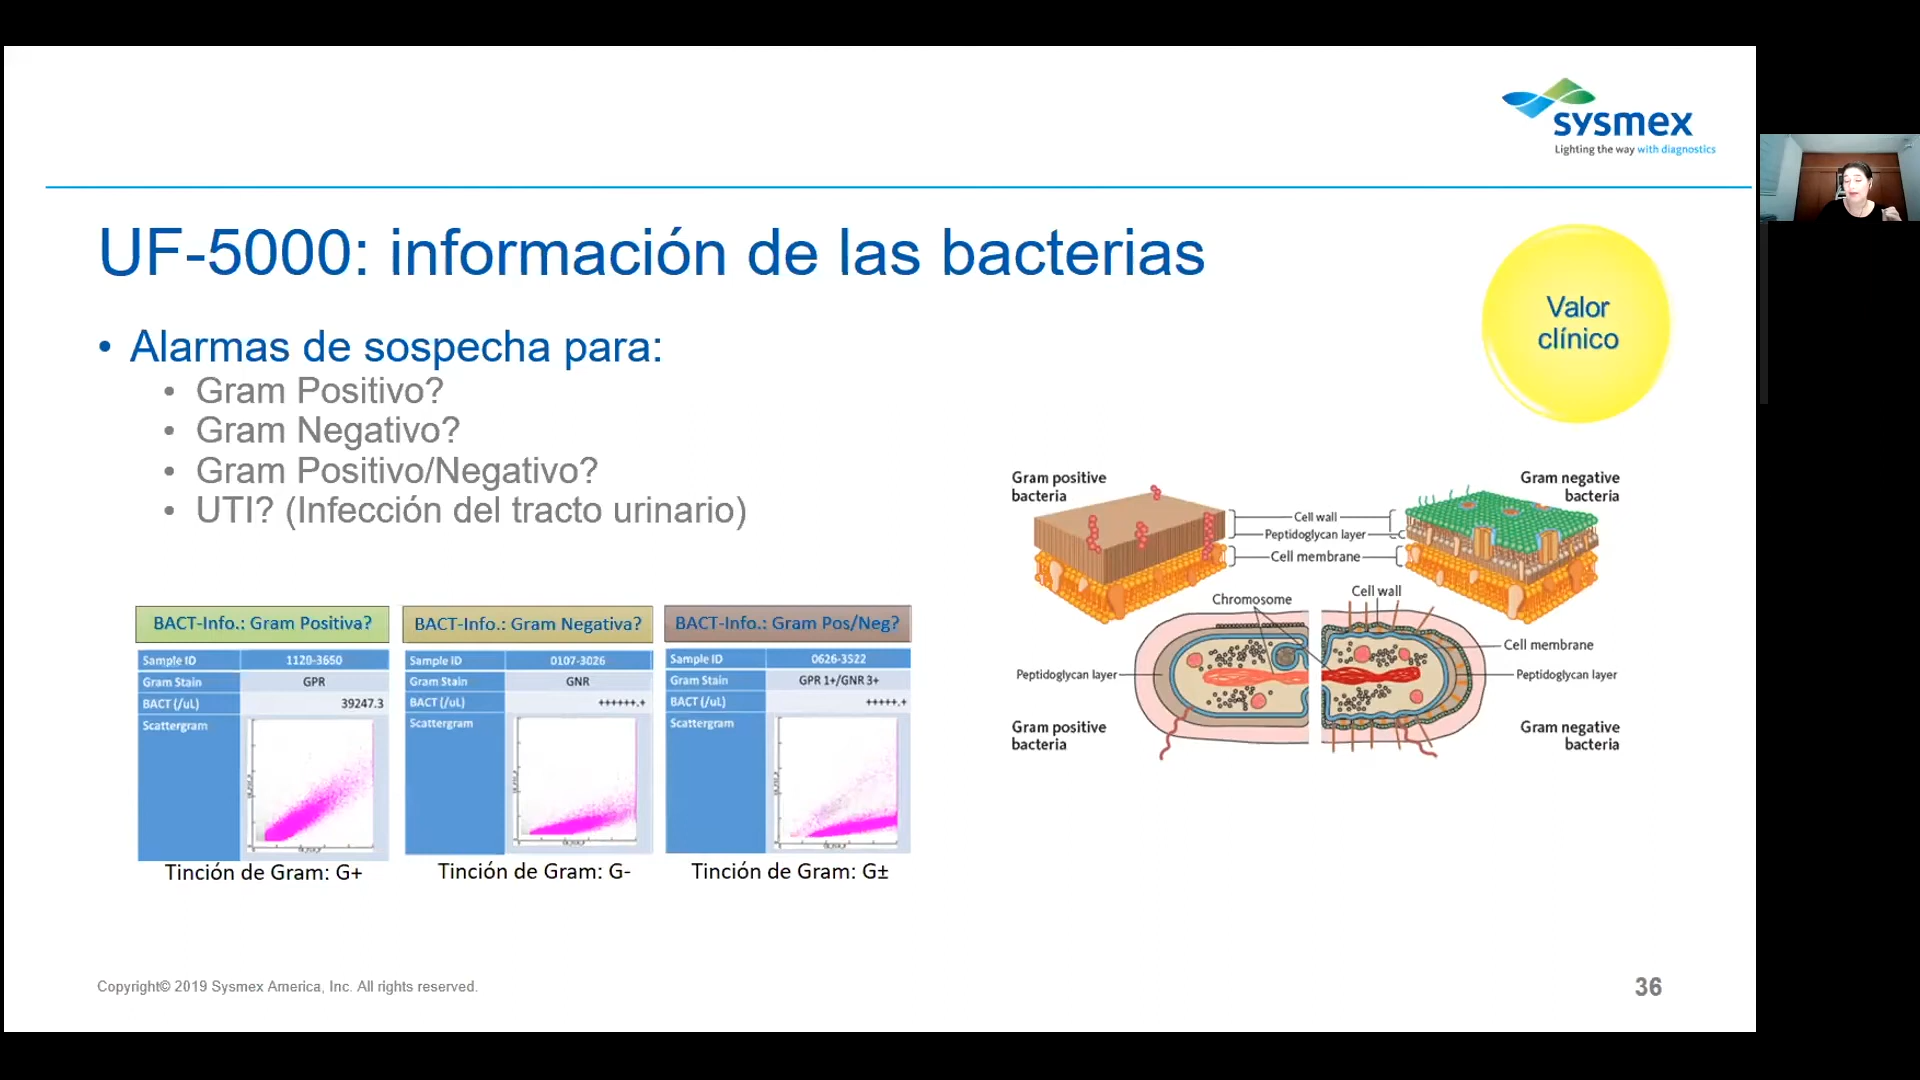 sysmex
Lighting the way with diagnostics
UF-5000: información de las bacterias
Valor
clínico
• Alarmas de sospecha para:
• Gram Positivo?
• Gram Negativo?
• Gram Positivo/Negativo?
• UTI? (Infección del tracto urinario)
Gram positive
bacteria
Gram negative
bacteria
Cell wall
Peptidoglycan layer
Cell membrane
Chromosome
Cell wall
Cell membrane
Peptidoglycan layer
Peptidoglycan layer
Gram positive
bacteria
Gram negative
bacteria
BACT-Info.: Gram Positiva?
Sample ID 1120-3650
Gram Stain GPR
BACT (/uL) 39247.3
Scattergram
Tinción de Gram: G+
BACT-Info.: Gram Negativa?
Sample ID 0107-3026
Gram Stain GNR
BACT (/uL) ++++++.+
Scattergram
Tinción de Gram: G-
BACT-Info.: Gram Pos/Neg?
Sample ID 0626-3522
Gram Stain GPR 1+/GNR 3+
BACT (/uL) +++++.+
Scattergram
Tinción de Gram: G±
Copyright© 2019 Sysmex America, Inc. All rights reserved.
36